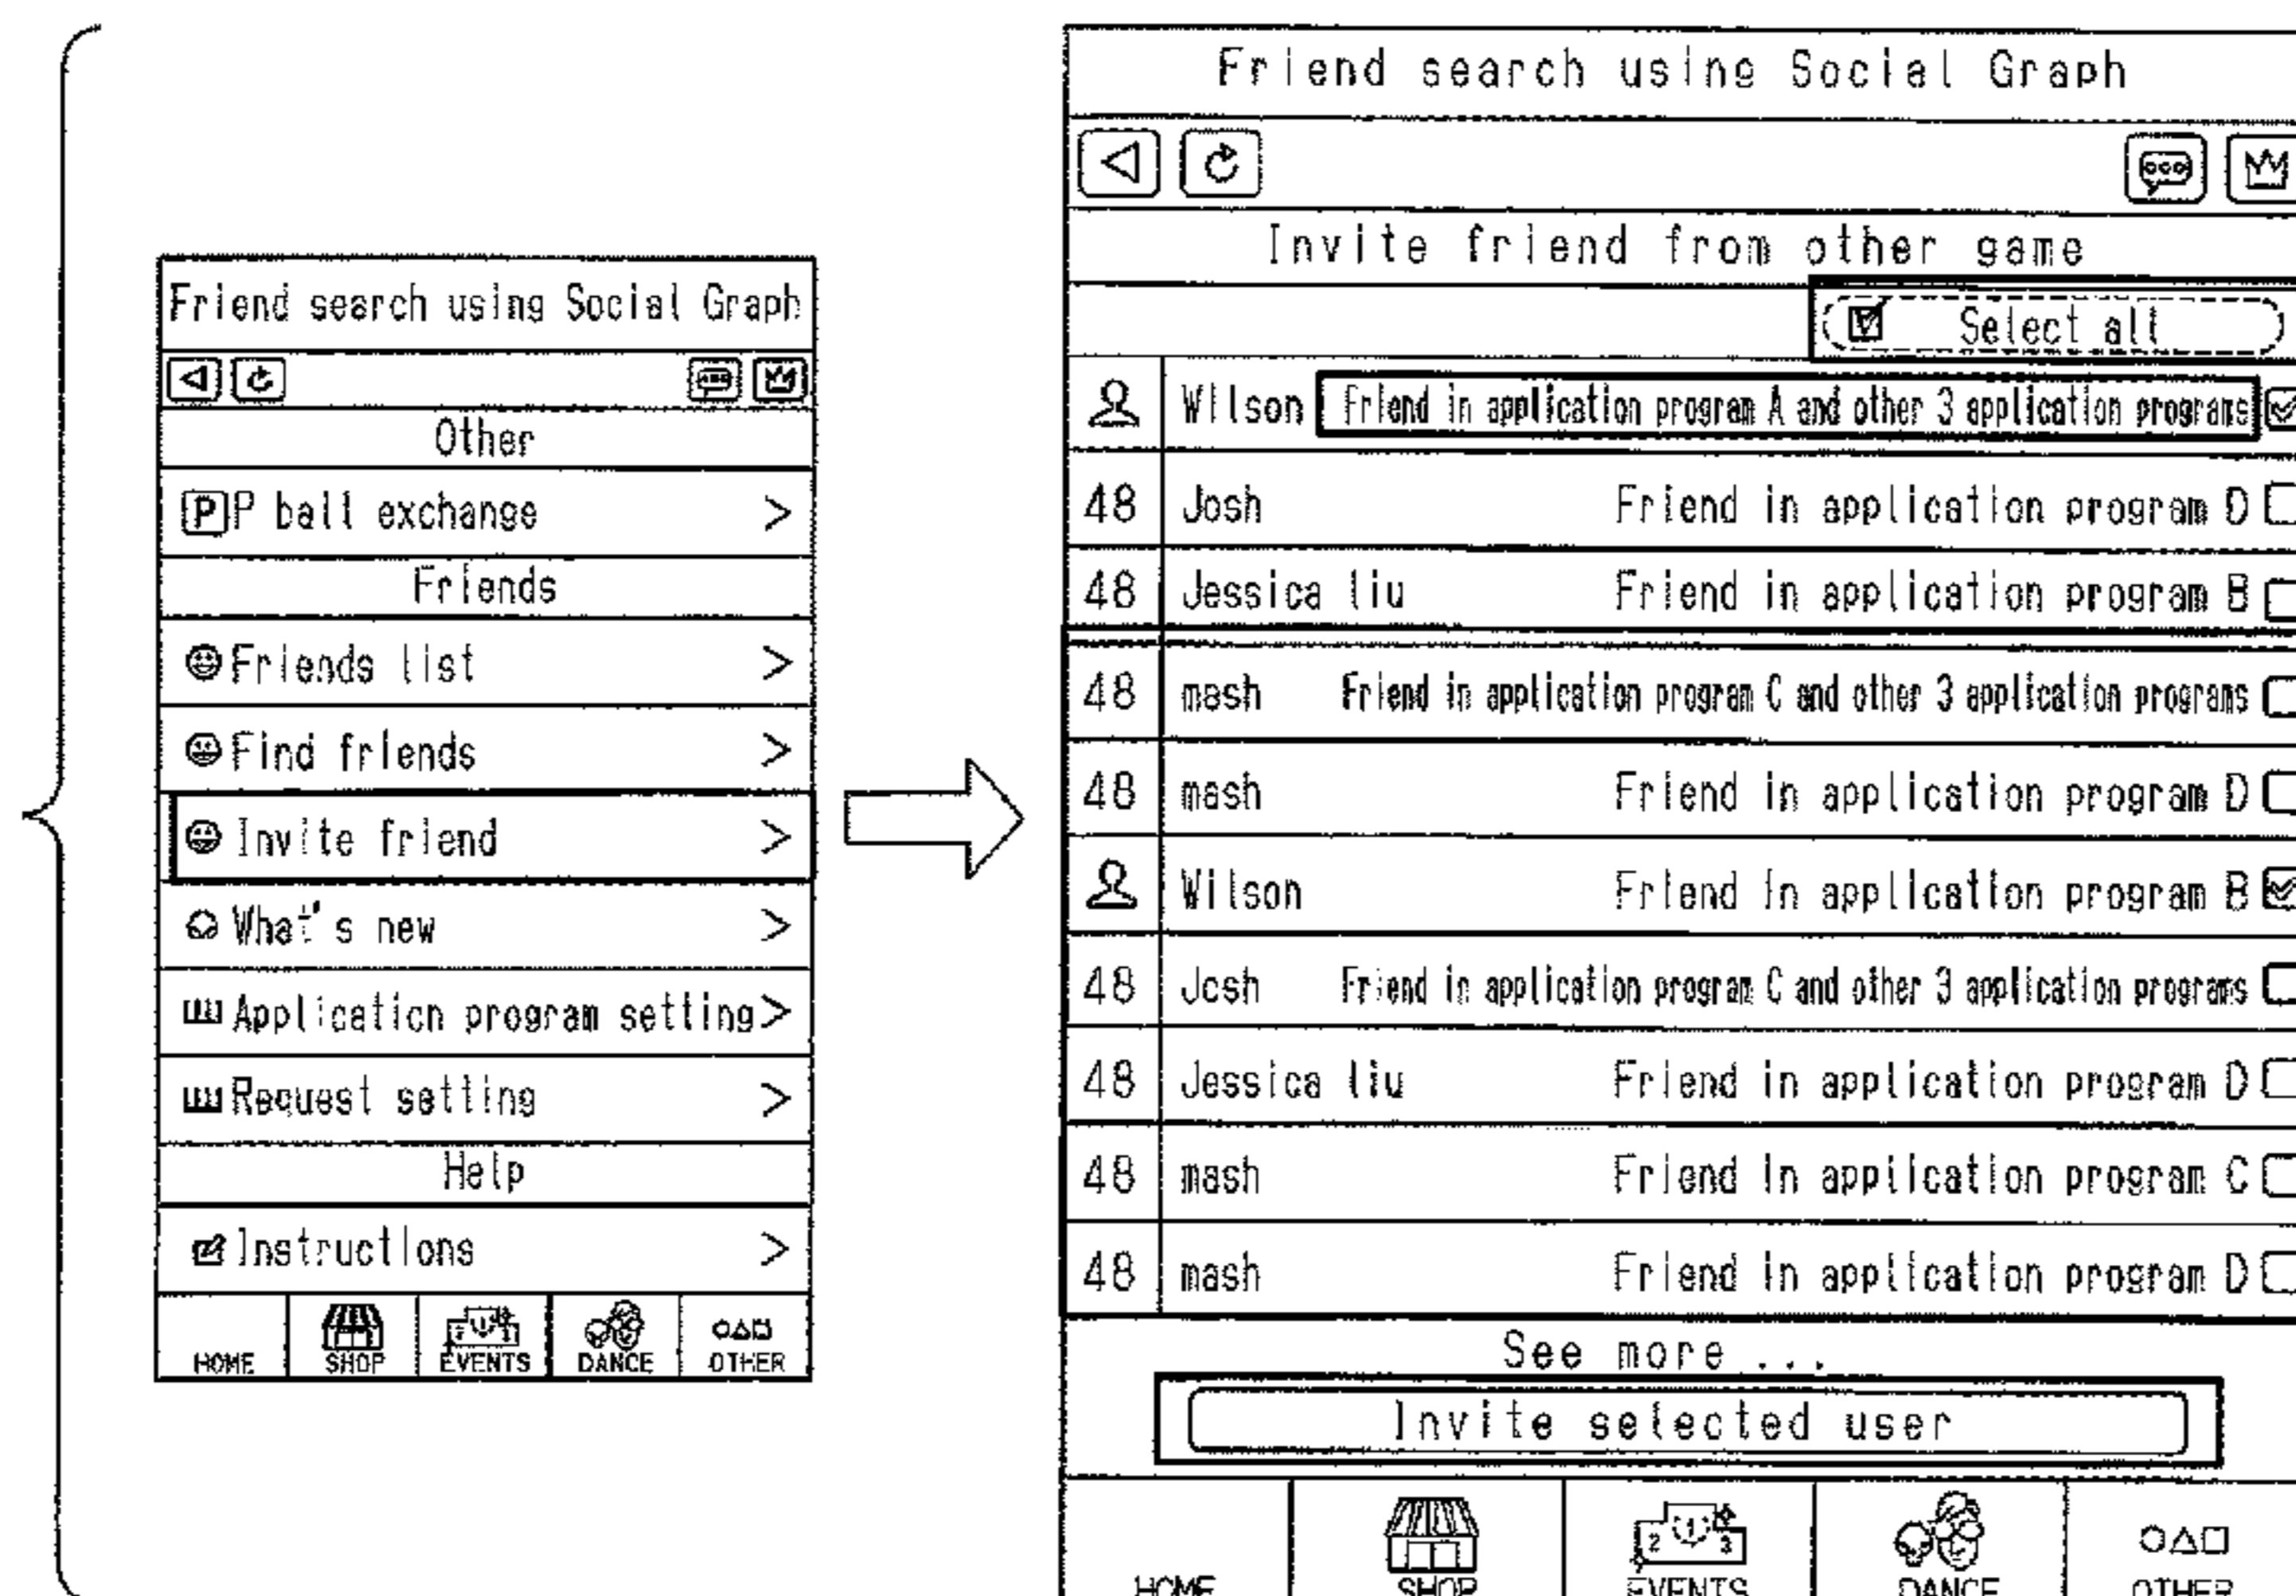 Friend search using Social Graph
Other
P P ball exchange >
Friends
Friends list >
Find friends >
Invite friend >
What's new >
Application program setting >
Request setting >
Help
Instructions >
HOME SHOP EVENTS DANCE OTHER
Friend search using Social Graph
Invite friend from other game
Select all
Wilson Friend in application program A and other 3 application programs
48 Josh Friend in application program D
48 Jessica liu Friend in application program B
48 mash Friend in application program C and other 3 application programs
48 mash Friend in application program D
Wilson Friend in application program B
48 Josh Friend in application program C and other 3 application programs
48 Jessica liu Friend in application program D
48 mash Friend in application program C
48 mash Friend in application program D
See more ...
Invite selected user
2 1 3
HOME SHOP EVENTS DANCE OTHER